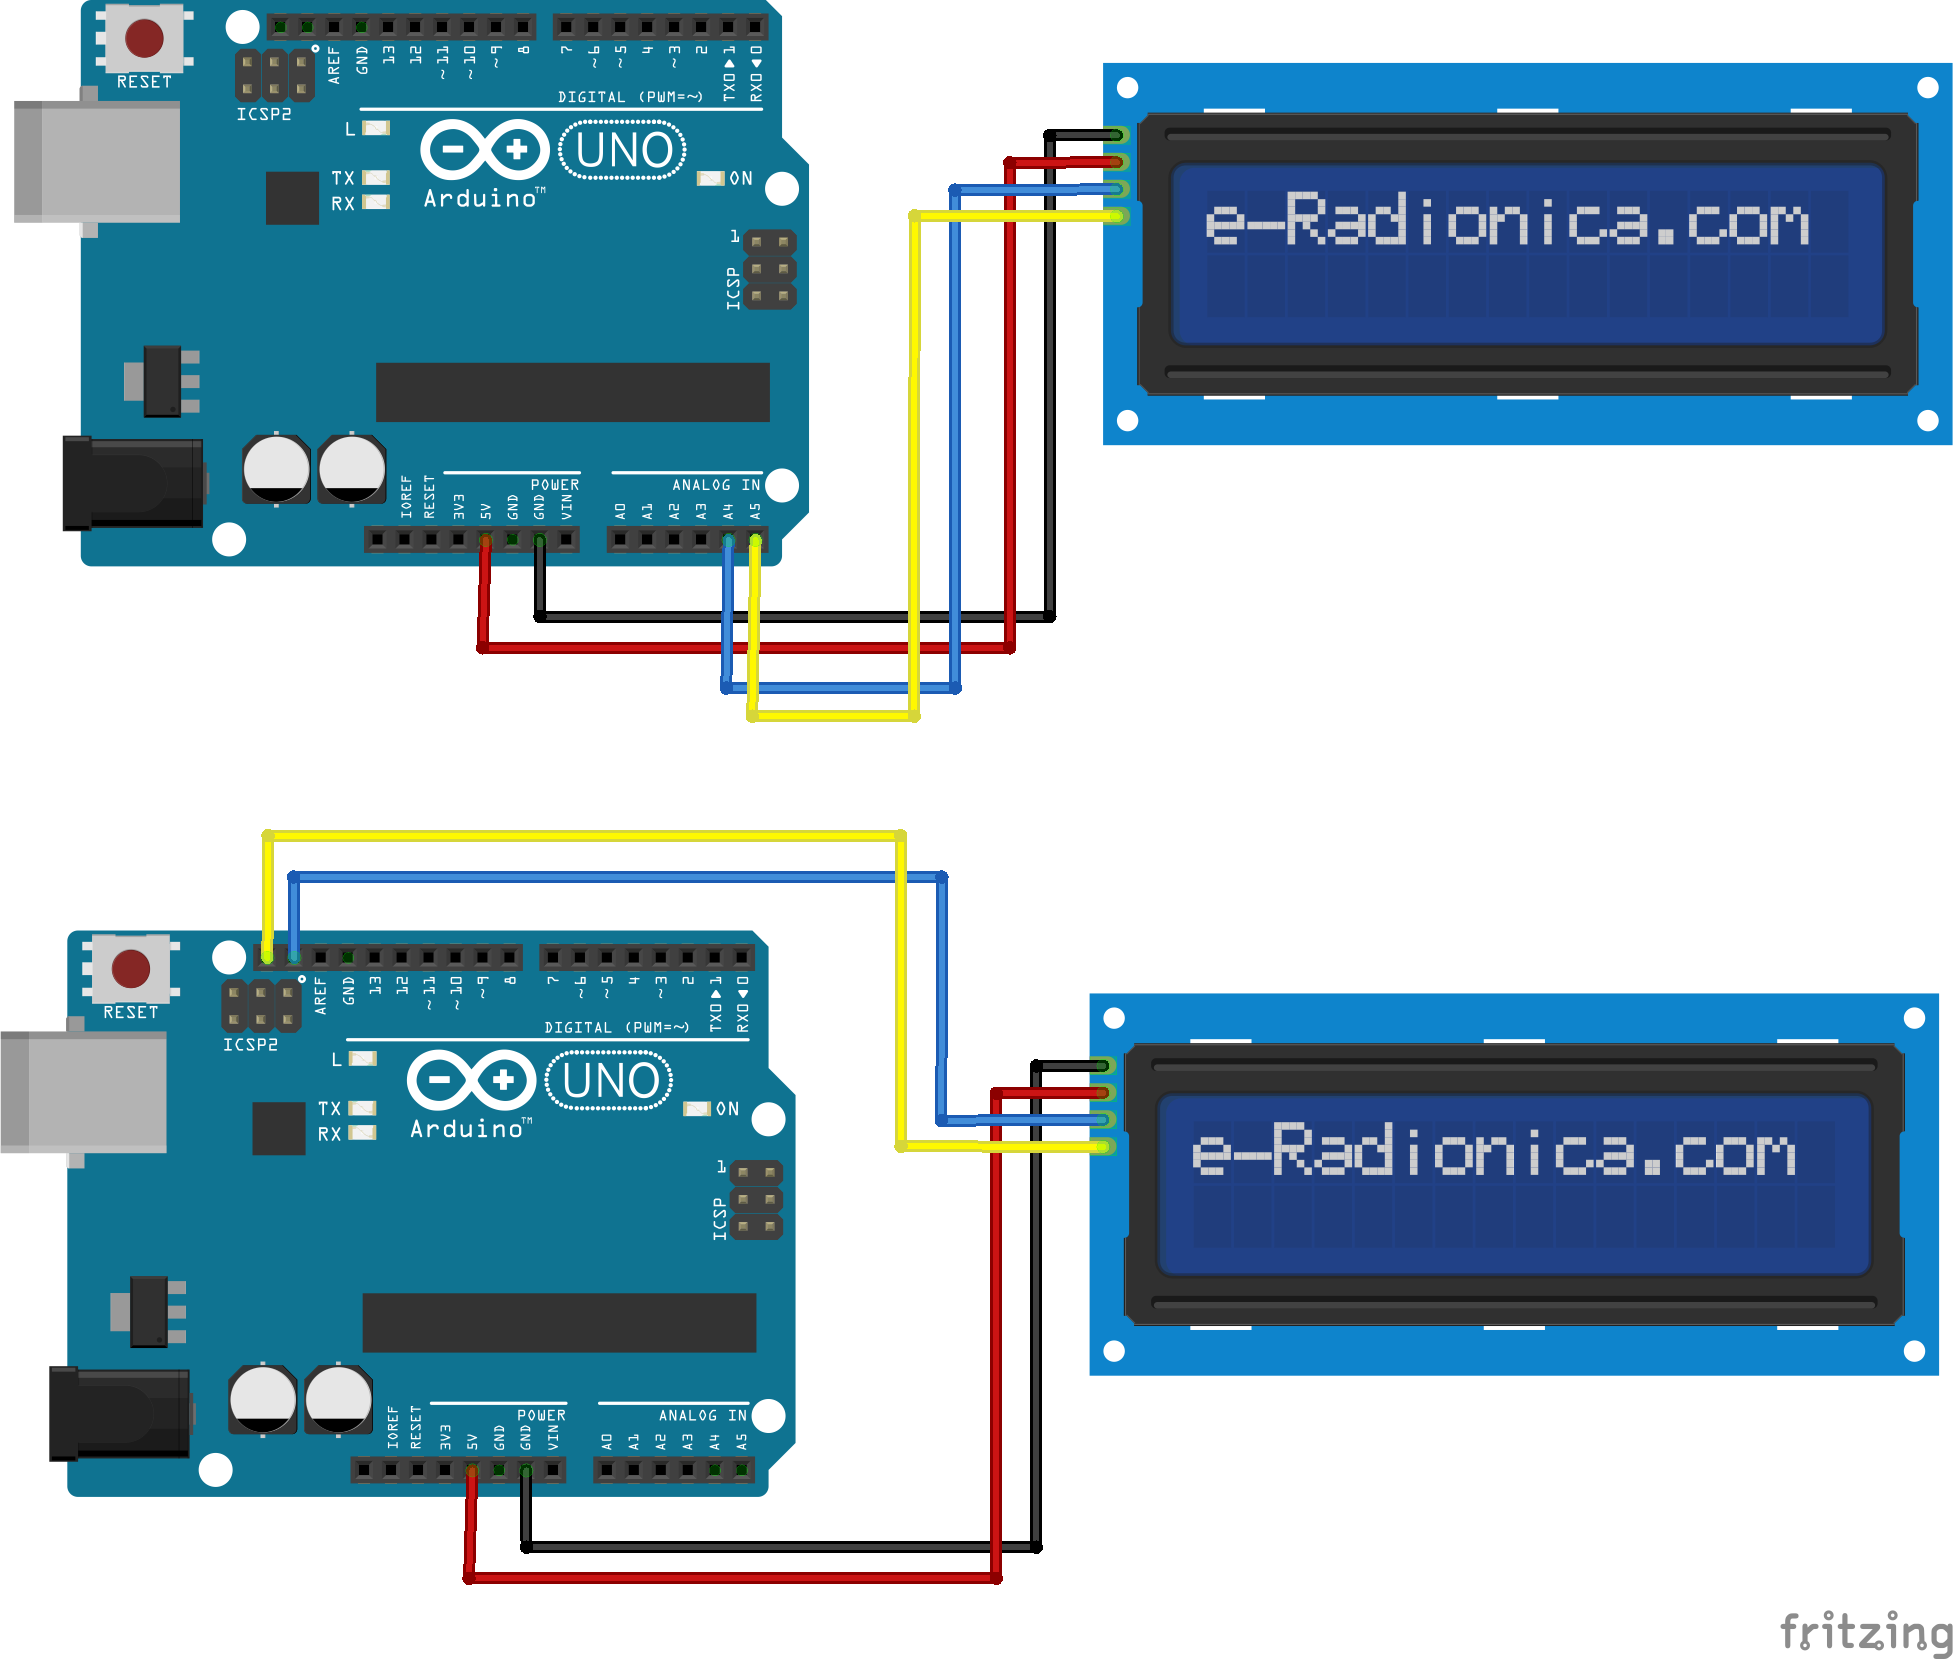 RESET
ICSP2
AREF
GND
13
12
~11
~10
~9
8
7
~6
~5
4
~3
2
TX0▶1
RX0◀0
DIGITAL (PWM=~)
L
TX
RX
Arduino™
UNO
ON
1
ICSP
e-Radionica.com
POWER
ANALOG IN
IOREF
RESET
3V3
5V
GND
GND
VIN
A0
A1
A2
A3
A4
A5
RESET
ICSP2
AREF
GND
13
12
~11
~10
~9
8
7
~6
~5
4
~3
2
TX0▶1
RX0◀0
DIGITAL (PWM=~)
L
TX
RX
Arduino™
UNO
ON
1
ICSP
e-Radionica.com
POWER
ANALOG IN
IOREF
RESET
3V3
5V
GND
GND
VIN
A0
A1
A2
A3
A4
A5
fritzing